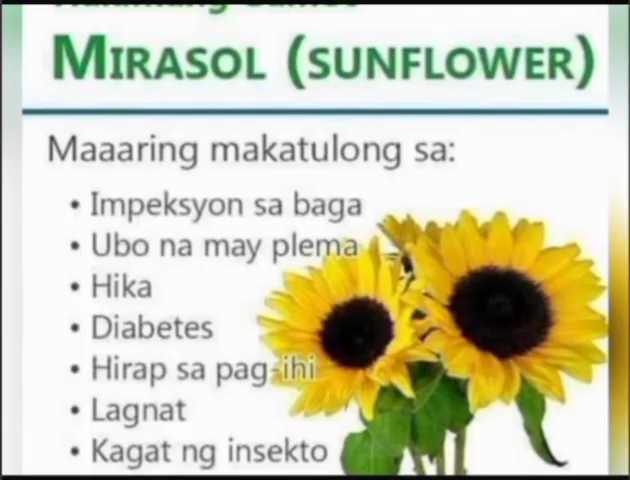 MIRASOL (SUNFLOWER)
Maaaring makatulong sa:
• Impeksyon sa baga
• Ubo na may plema
• Hika
• Diabetes
• Hirap sa pag-ihi
• Lagnat
• Kagat ng insekto